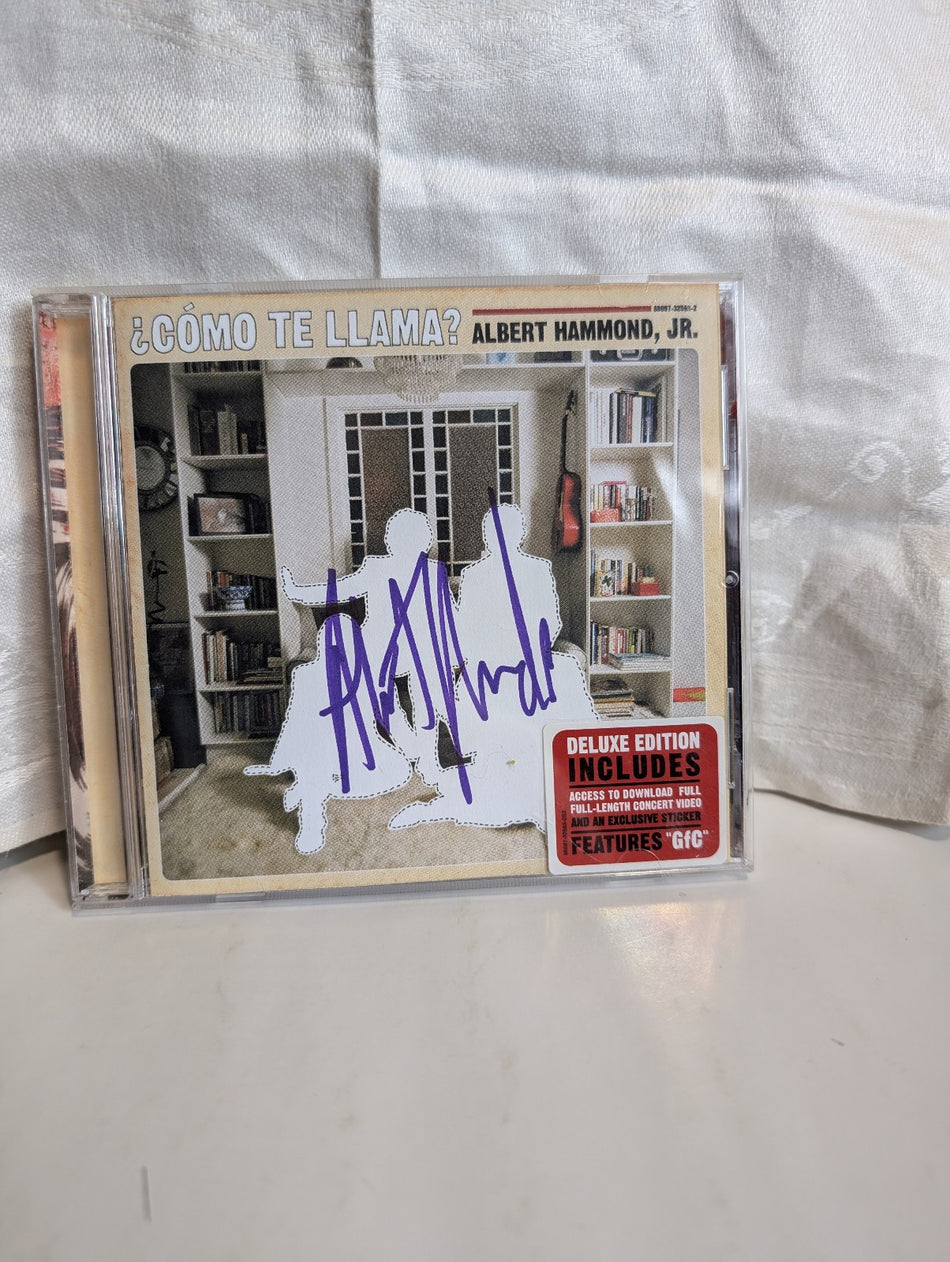 ¿CÓMO TE LLAMA?
ALBERT HAMMOND, JR.
DELUXE EDITION
INCLUDES
ACCESS TO DOWNLOAD FULL
FULL-LENGTH CONCERT VIDEO
AND AN EXCLUSIVE STICKER
FEATURES "GfC"